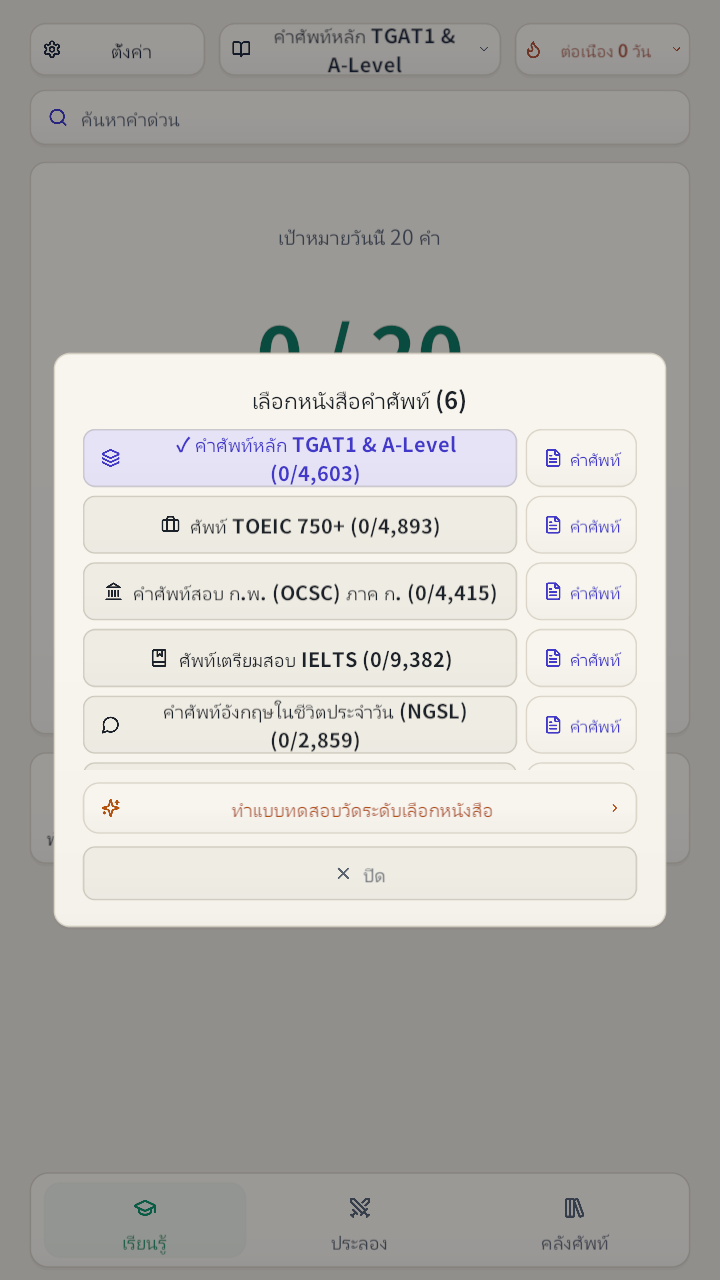 ตั้งค่า
คำศัพท์หลัก TGAT1 &
A-Level
ต่อเนื่อง 0 วัน
ค้นหาคำด่วน
เป้าหมายวันนี้ 20 คำ
0 / 20
เลือกหนังสือคำศัพท์ (6)
✓ คำศัพท์หลัก TGAT1 & A-Level
(0/4,603)
คำศัพท์
ศัพท์ TOEIC 750+ (0/4,893)
คำศัพท์
คำศัพท์สอบ ก.พ. (OCSC) ภาค ก. (0/4,415)
คำศัพท์
ศัพท์เตรียมสอบ IELTS (0/9,382)
คำศัพท์
คำศัพท์อังกฤษในชีวิตประจำวัน (NGSL)
(0/2,859)
คำศัพท์
ทำแบบทดสอบวัดระดับเลือกหนังสือ
ปิด
เรียนรู้
ประลอง
คลังศัพท์